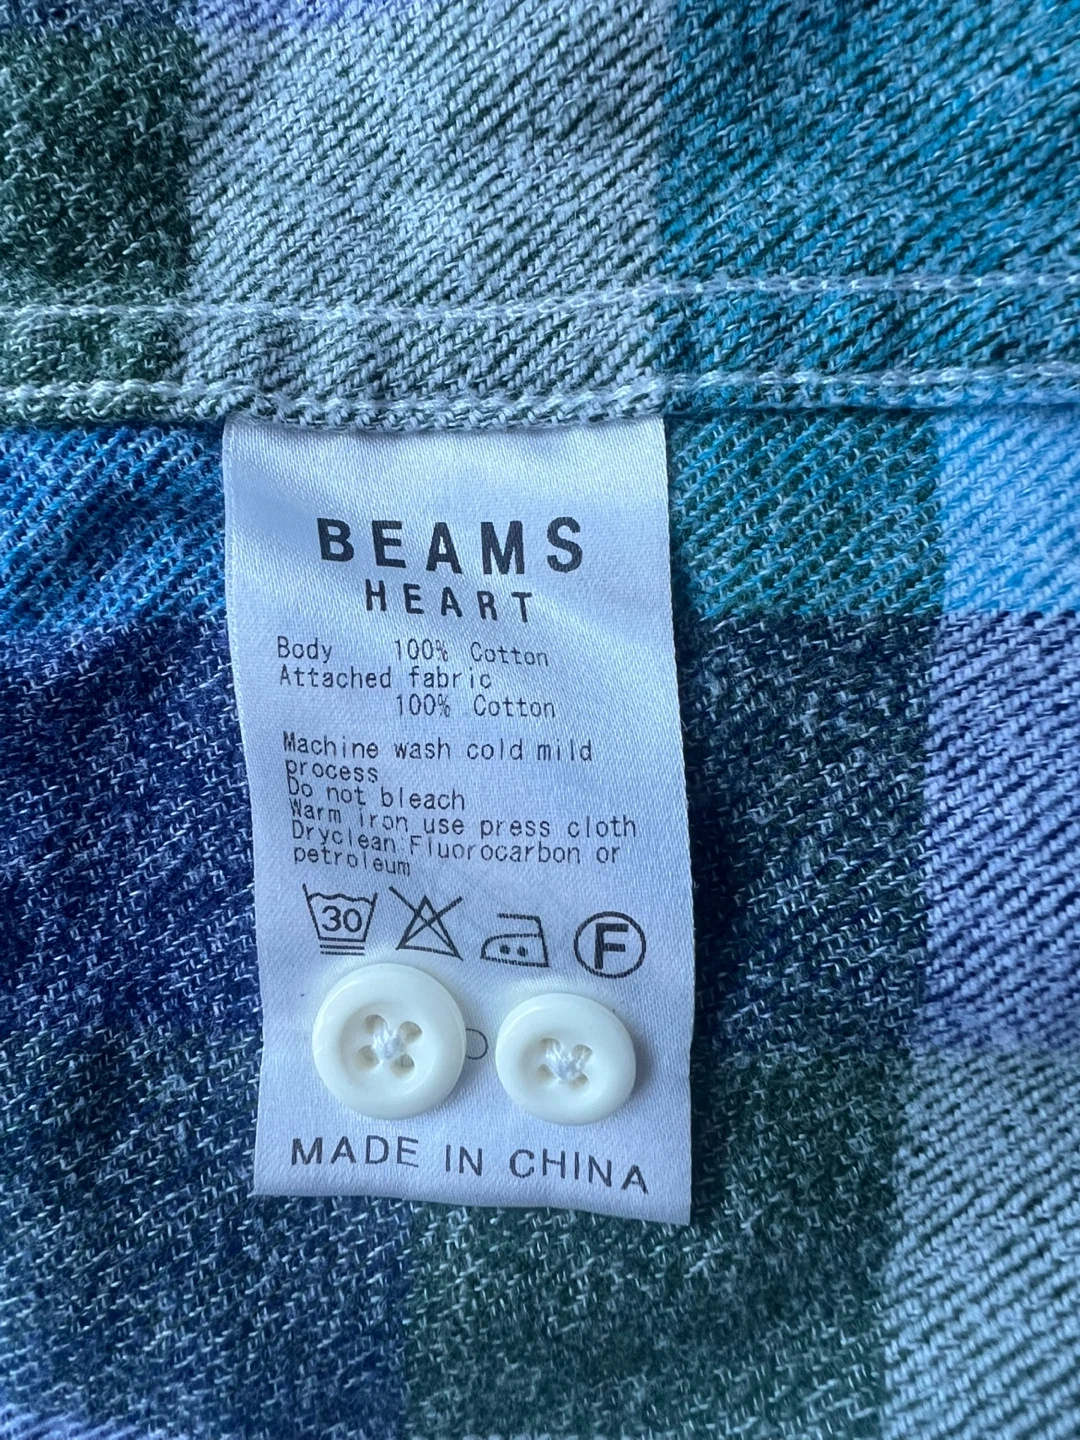 BEAMS
HEART
Body 100% Cotton
Attached fabric
100% Cotton
Machine wash cold mild
process
Do not bleach
Warm iron use press cloth
Dryclean:Fluorocarbon or
petroleum
30 F
MADE IN CHINA